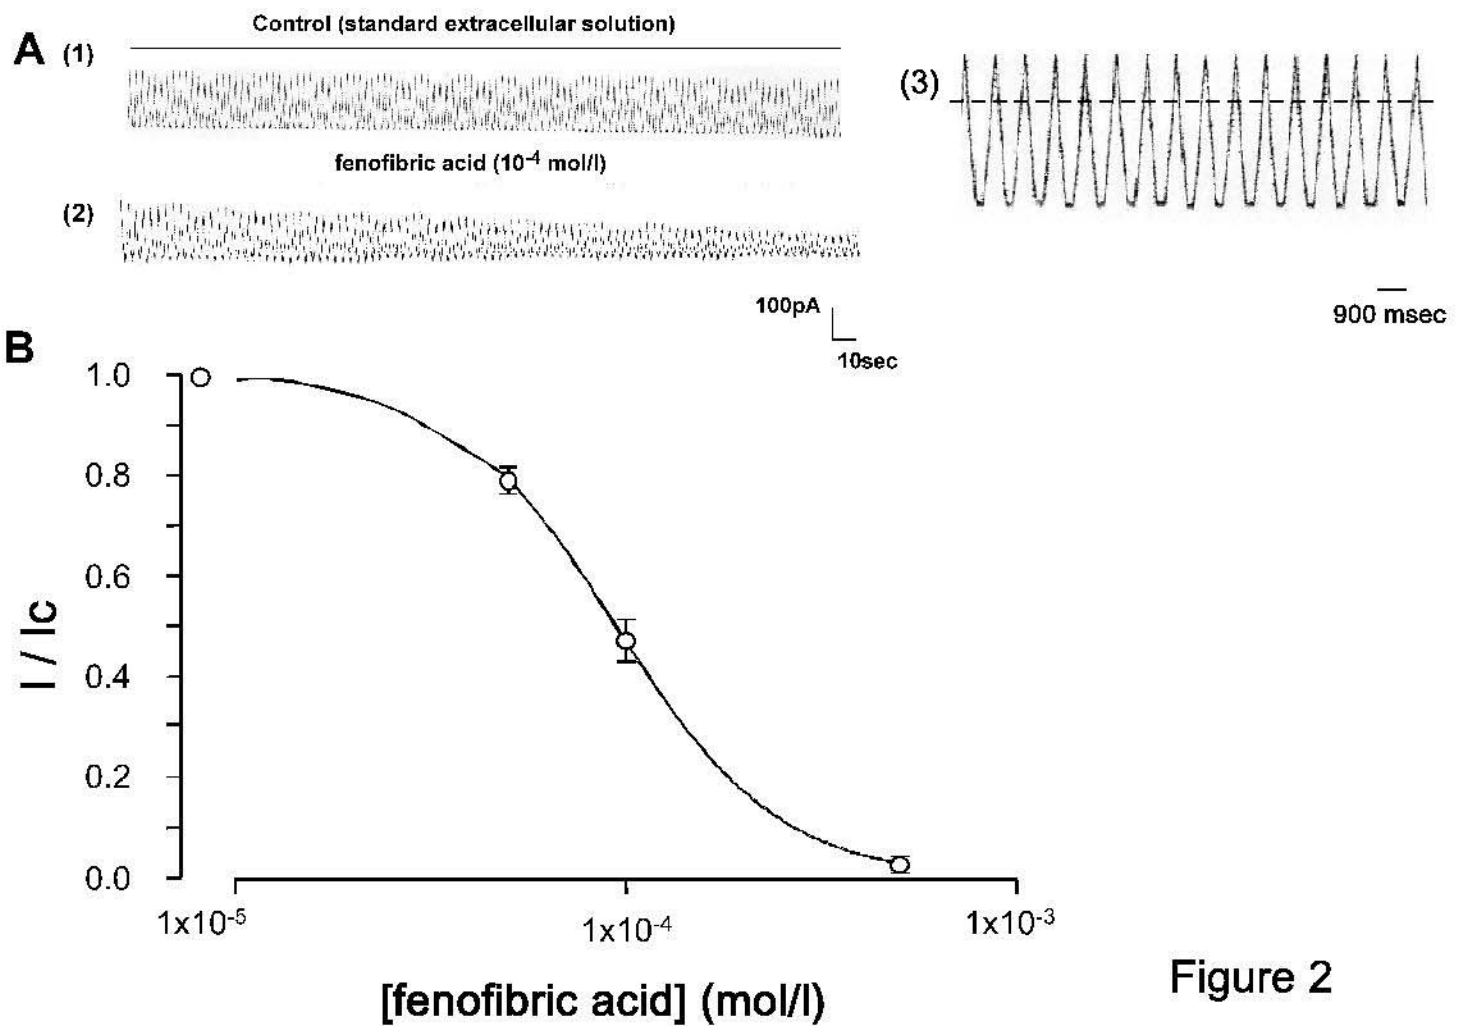 A
(1)
Control (standard extracellular solution)
fenofibric acid (10⁻⁴ mol/l)
(2)
100pA
10sec
(3)
900 msec
B
I / Ic
1.0
0.8
0.6
0.4
0.2
0.0
1x10⁻⁵
1x10⁻⁴
1x10⁻³
[fenofibric acid] (mol/l)
Figure 2